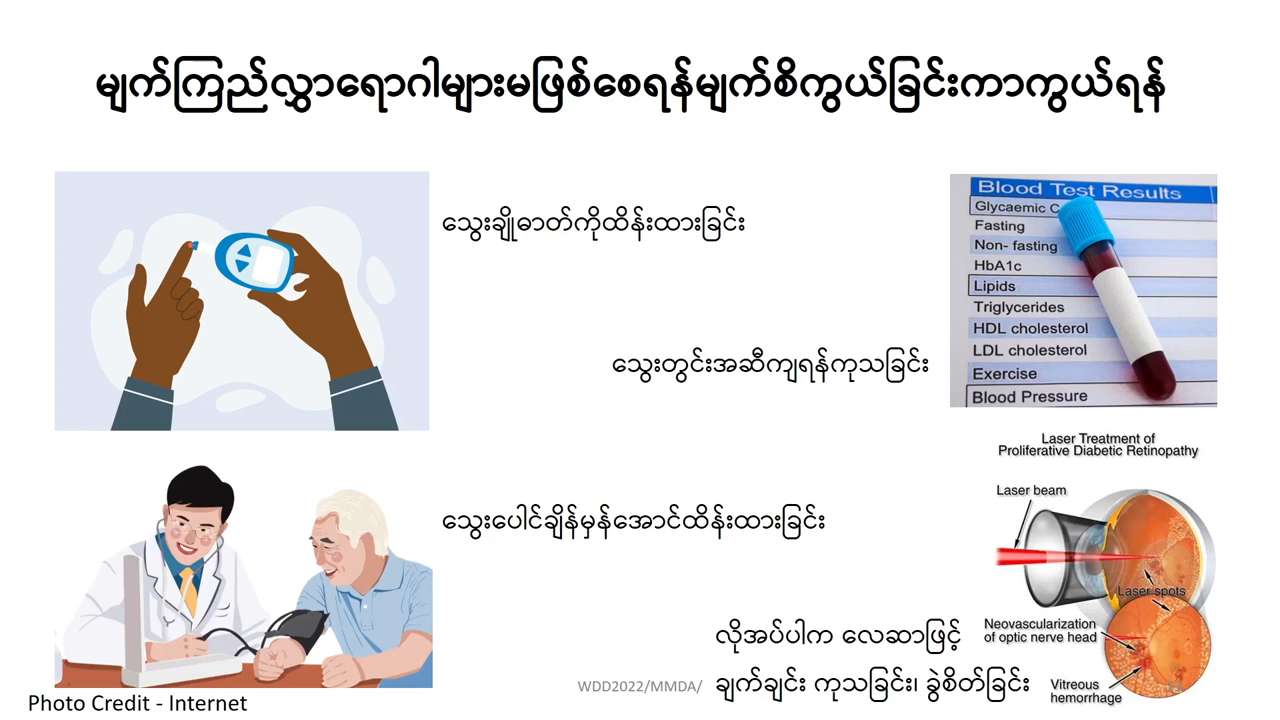 မျက်ကြည်လွှာရောဂါများမဖြစ်စေရန်မျက်စိကွယ်ခြင်းကာကွယ်ရန်
သွေးချိုဓာတ်ကိုထိန်းထားခြင်း
Blood Test Results
Glycaemic C
Fasting
Non- fasting
HbA1c
Lipids
Triglycerides
HDL cholesterol
LDL cholesterol
Exercise
Blood Pressure
သွေးတွင်းအဆီကျရန်ကုသခြင်း
သွေးပေါင်ချိန်မှန်အောင်ထိန်းထားခြင်း
Laser Treatment of
Proliferative Diabetic Retinopathy
Laser beam
Laser spots
Neovascularization
of optic nerve head
Vitreous
hemorrhage
လိုအပ်ပါက လေဆာဖြင့်
ချက်ချင်း ကုသခြင်း၊ ခွဲစိတ်ခြင်း
WDD2022/MMDA/
Photo Credit - Internet